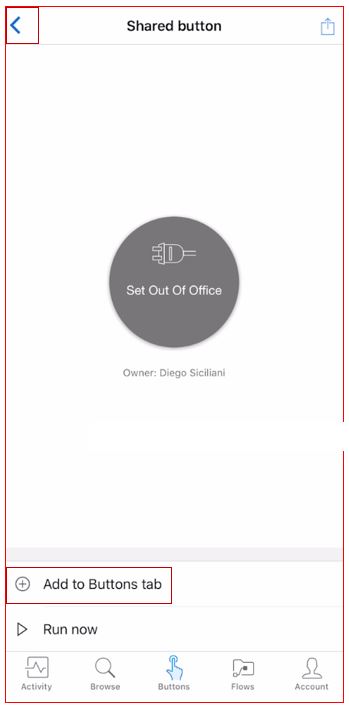 Shared button
Set Out Of Office
Owner: Diego Siciliani
Add to Buttons tab
Run now
Activity Browse Buttons Flows Account